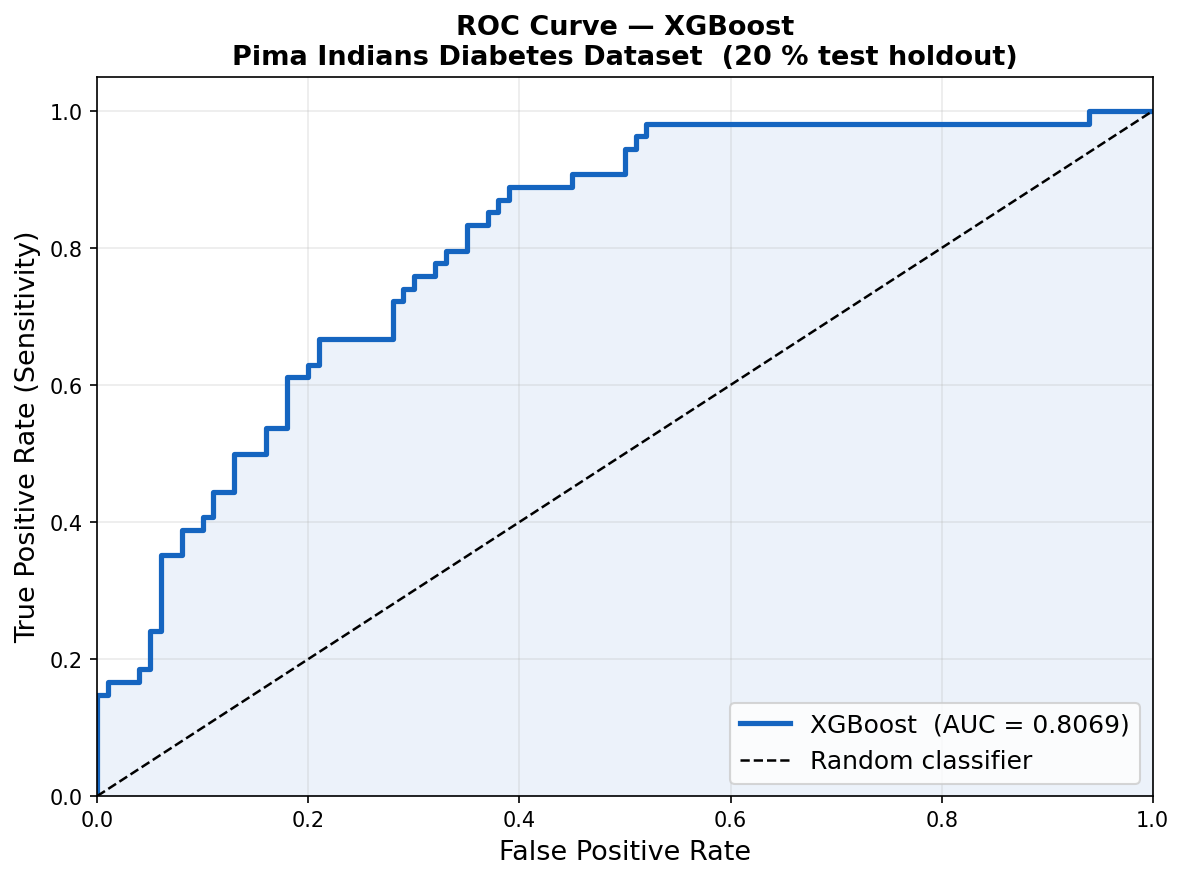 ROC Curve — XGBoost
Pima Indians Diabetes Dataset  (20 % test holdout)
True Positive Rate (Sensitivity)
1.0
0.8
0.6
0.4
0.2
0.0
XGBoost  (AUC = 0.8069)
Random classifier
0.0 0.2 0.4 0.6 0.8 1.0
False Positive Rate